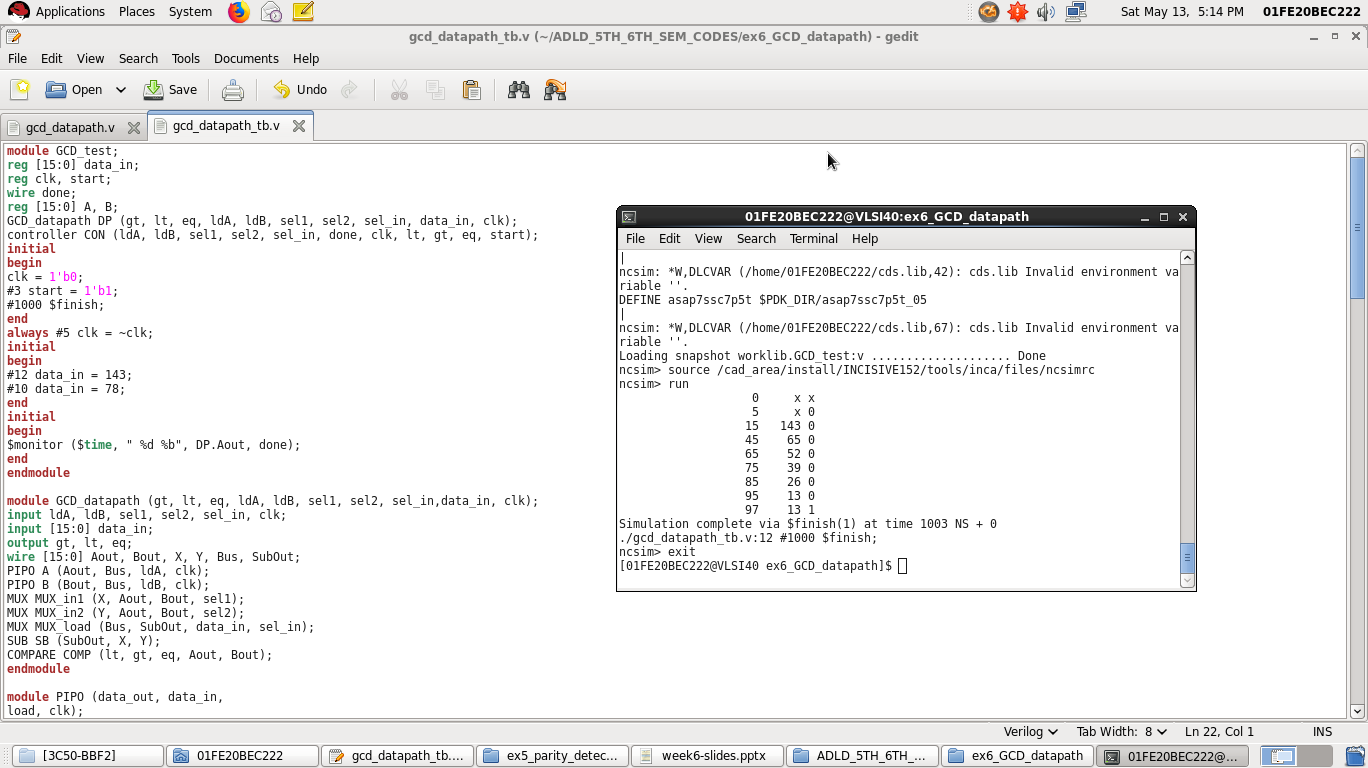 Applications Places System Sat May 13, 5:14 PM 01FE20BEC222
gcd_datapath_tb.v (~/ADLD_5TH_6TH_SEM_CODES/ex6_GCD_datapath) - gedit
File Edit View Search Tools Documents Help
Open Save Undo
gcd_datapath.v gcd_datapath_tb.v
module GCD_test;
reg [15:0] data_in;
reg clk, start;
wire done;
reg [15:0] A, B;
GCD_datapath DP (gt, lt, eq, ldA, ldB, sel1, sel2, sel_in, data_in, clk);
controller CON (ldA, ldB, sel1, sel2, sel_in, done, clk, lt, gt, eq, start);
initial
begin
clk = 1'b0;
#3 start = 1'b1;
#1000 $finish;
end
always #5 clk = ~clk;
initial
begin
#12 data_in = 143;
#10 data_in = 78;
end
initial
begin
$monitor ($time, " %d %b", DP.Aout, done);
end
endmodule
module GCD_datapath (gt, lt, eq, ldA, ldB, sel1, sel2, sel_in,data_in, clk);
input ldA, ldB, sel1, sel2, sel_in, clk;
input [15:0] data_in;
output gt, lt, eq;
wire [15:0] Aout, Bout, X, Y, Bus, SubOut;
PIPO A (Aout, Bus, ldA, clk);
PIPO B (Bout, Bus, ldB, clk);
MUX MUX_in1 (X, Aout, Bout, sel1);
MUX MUX_in2 (Y, Aout, Bout, sel2);
MUX MUX_load (Bus, SubOut, data_in, sel_in);
SUB SB (SubOut, X, Y);
COMPARE COMP (lt, gt, eq, Aout, Bout);
endmodule
module PIPO (data_out, data_in,
load, clk);
01FE20BEC222@VLSI40:ex6_GCD_datapath
File Edit View Search Terminal Help
|
ncsim: *W,DLCVAR (/home/01FE20BEC222/cds.lib,42): cds.lib Invalid environment va
riable ''.
DEFINE asap7ssc7p5t $PDK_DIR/asap7ssc7p5t_05
|
ncsim: *W,DLCVAR (/home/01FE20BEC222/cds.lib,67): cds.lib Invalid environment va
riable ''.
Loading snapshot worklib.GCD_test:v .................... Done
ncsim> source /cad_area/install/INCISIVE152/tools/inca/files/ncsimrc
ncsim> run
0 x x
5 x 0
15 143 0
45 65 0
65 52 0
75 39 0
85 26 0
95 13 0
97 13 1
Simulation complete via $finish(1) at time 1003 NS + 0
./gcd_datapath_tb.v:12 #1000 $finish;
ncsim> exit
[01FE20BEC222@VLSI40 ex6_GCD_datapath]$
Verilog Tab Width: 8 Ln 22, Col 1 INS
[3C50-BBF2] 01FE20BEC222 gcd_datapath_tb.... ex5_parity_detec... week6-slides.pptx ADLD_5TH_6TH_... ex6_GCD_datapath 01FE20BEC222@...